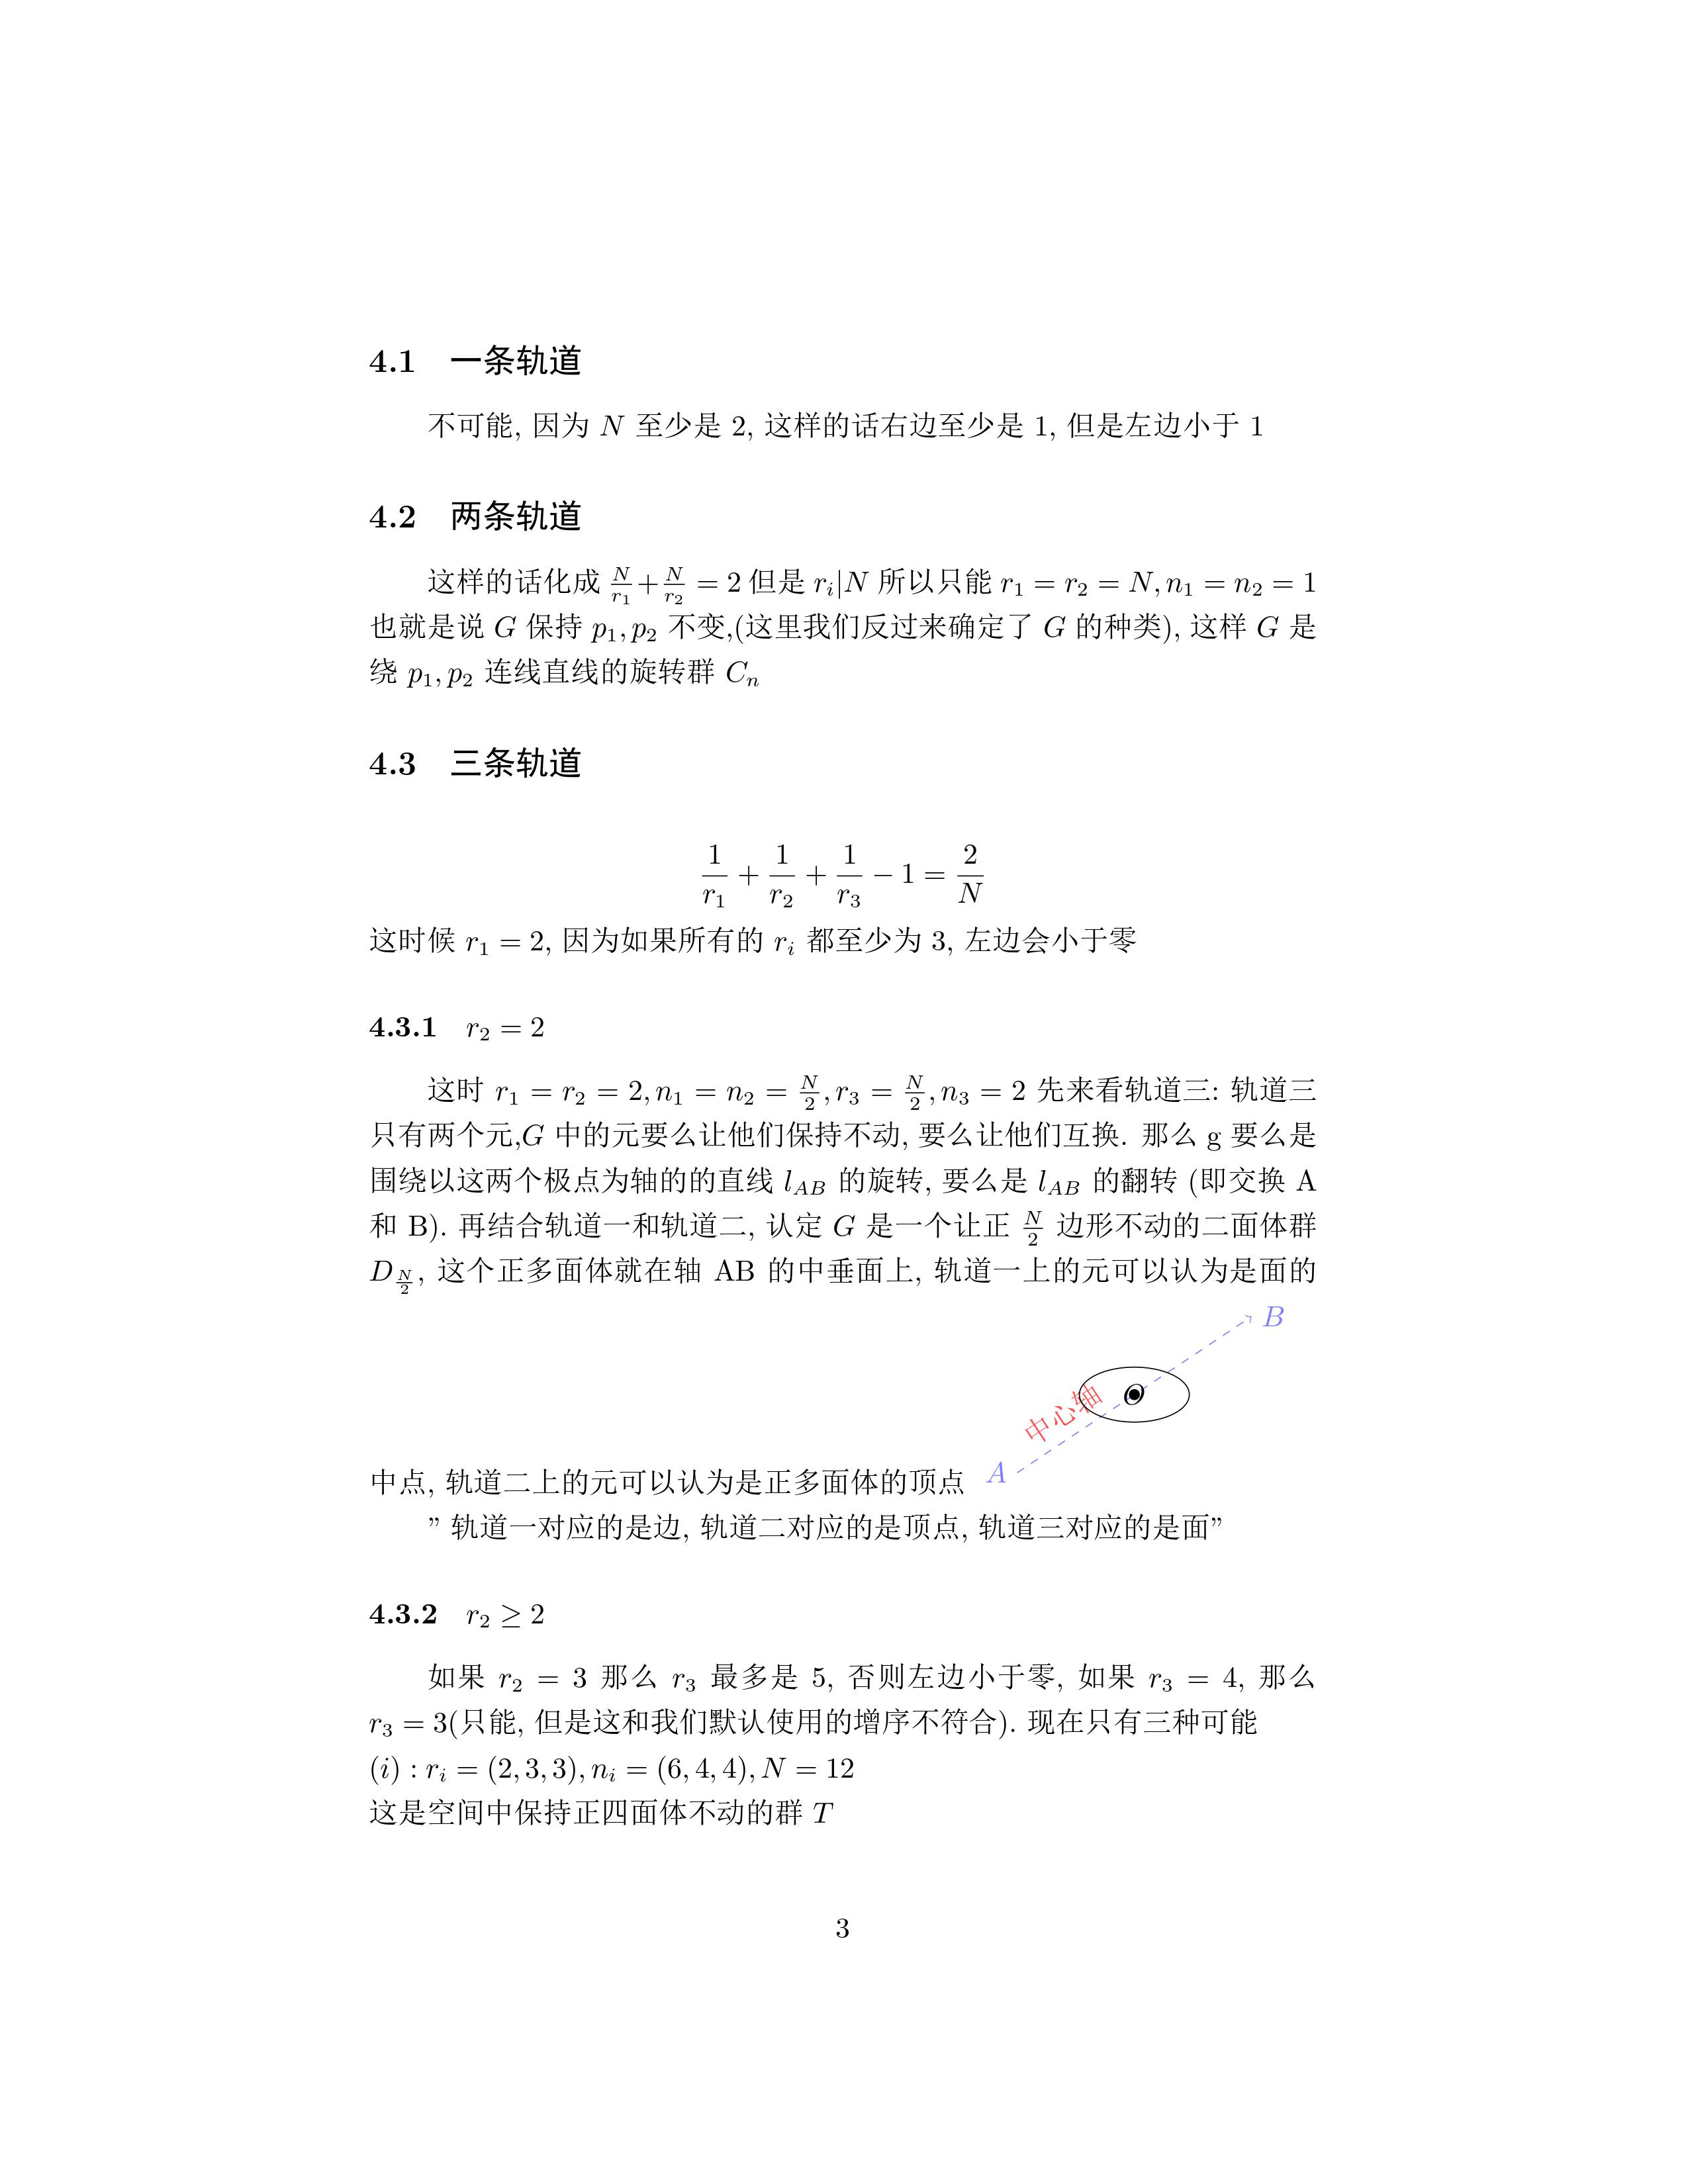 4.1 一条轨道
不可能, 因为 N 至少是 2, 这样的话右边至少是 1, 但是左边小于 1
4.2 两条轨道
这样的话化成 $\frac{N}{r_1}+\frac{N}{r_2} = 2$ 但是 $r_i|N$ 所以只能 $r_1 = r_2 = N, n_1 = n_2 = 1$
也就是说 G 保持 $p_1, p_2$ 不变,(这里我们反过来确定了 G 的种类), 这样 G 是
绕 $p_1, p_2$ 连线直线的旋转群 $C_n$
4.3 三条轨道
$\frac{1}{r_1} + \frac{1}{r_2} + \frac{1}{r_3} - 1 = \frac{2}{N}$
这时候 $r_1 = 2$, 因为如果所有的 $r_i$ 都至少为 3, 左边会小于零
4.3.1 $r_2 = 2$
这时 $r_1 = r_2 = 2, n_1 = n_2 = \frac{N}{2}, r_3 = \frac{N}{2}, n_3 = 2$ 先来看轨道三: 轨道三
只有两个元,G 中的元要么让他们保持不动, 要么让他们互换. 那么 g 要么是
围绕以这两个极点为轴的的直线 $l_{AB}$ 的旋转, 要么是 $l_{AB}$ 的翻转 (即交换 A
和 B). 再结合轨道一和轨道二, 认定 G 是一个让正 $\frac{N}{2}$ 边形不动的二面体群
$D_{\frac{N}{2}}$, 这个正多面体就在轴 AB 的中垂面上, 轨道一上的元可以认为是面的
B
O
中心轴
A
中点, 轨道二上的元可以认为是正多面体的顶点
” 轨道一对应的是边, 轨道二对应的是顶点, 轨道三对应的是面”
4.3.2 $r_2 \geq 2$
如果 $r_2 = 3$ 那么 $r_3$ 最多是 5, 否则左边小于零, 如果 $r_3 = 4$, 那么
$r_3 = 3$(只能, 但是这和我们默认使用的增序不符合). 现在只有三种可能
$(i) : r_i = (2, 3, 3), n_i = (6, 4, 4), N = 12$
这是空间中保持正四面体不动的群 T
3